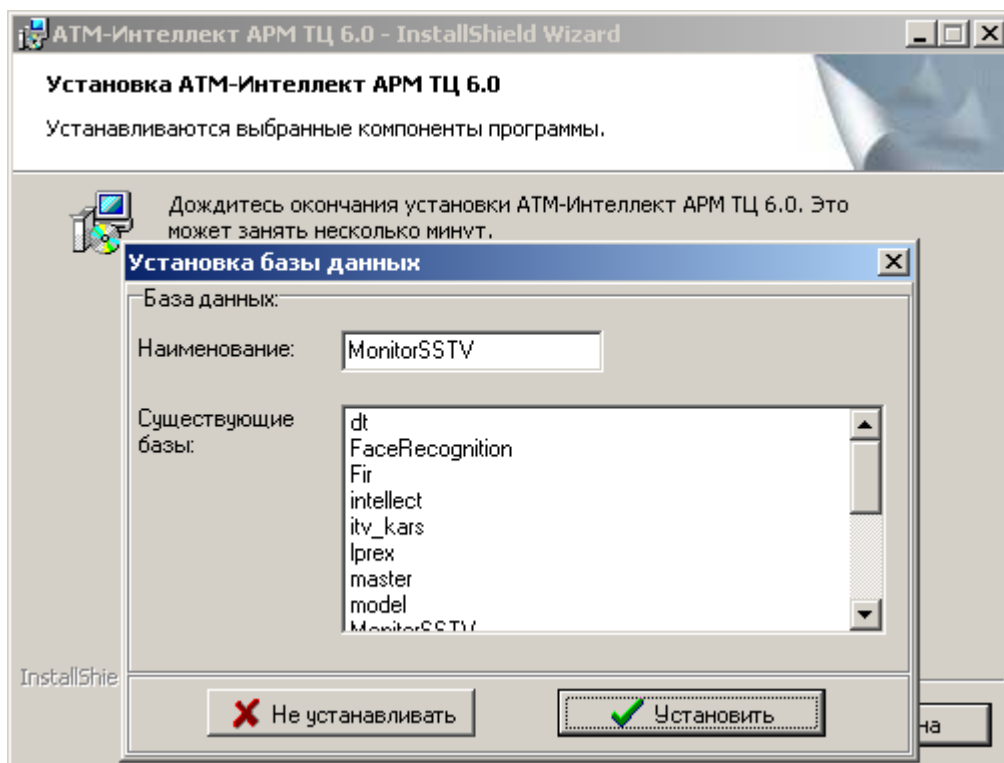 АТМ-Интеллект АРМ ТЦ 6.0 - InstallShield Wizard
Установка АТМ-Интеллект АРМ ТЦ 6.0
Устанавливаются выбранные компоненты программы.
Дождитесь окончания установки АТМ-Интеллект АРМ ТЦ 6.0. Это
может занять несколько минут.
Установка базы данных
База данных:
Наименование:
MonitorSSTV
Существующие
базы:
dt
FaceRecognition
Fir
intellect
itv_kars
lprex
master
model
MonitorSSTV
InstallShie
Не устанавливать
Установить
на